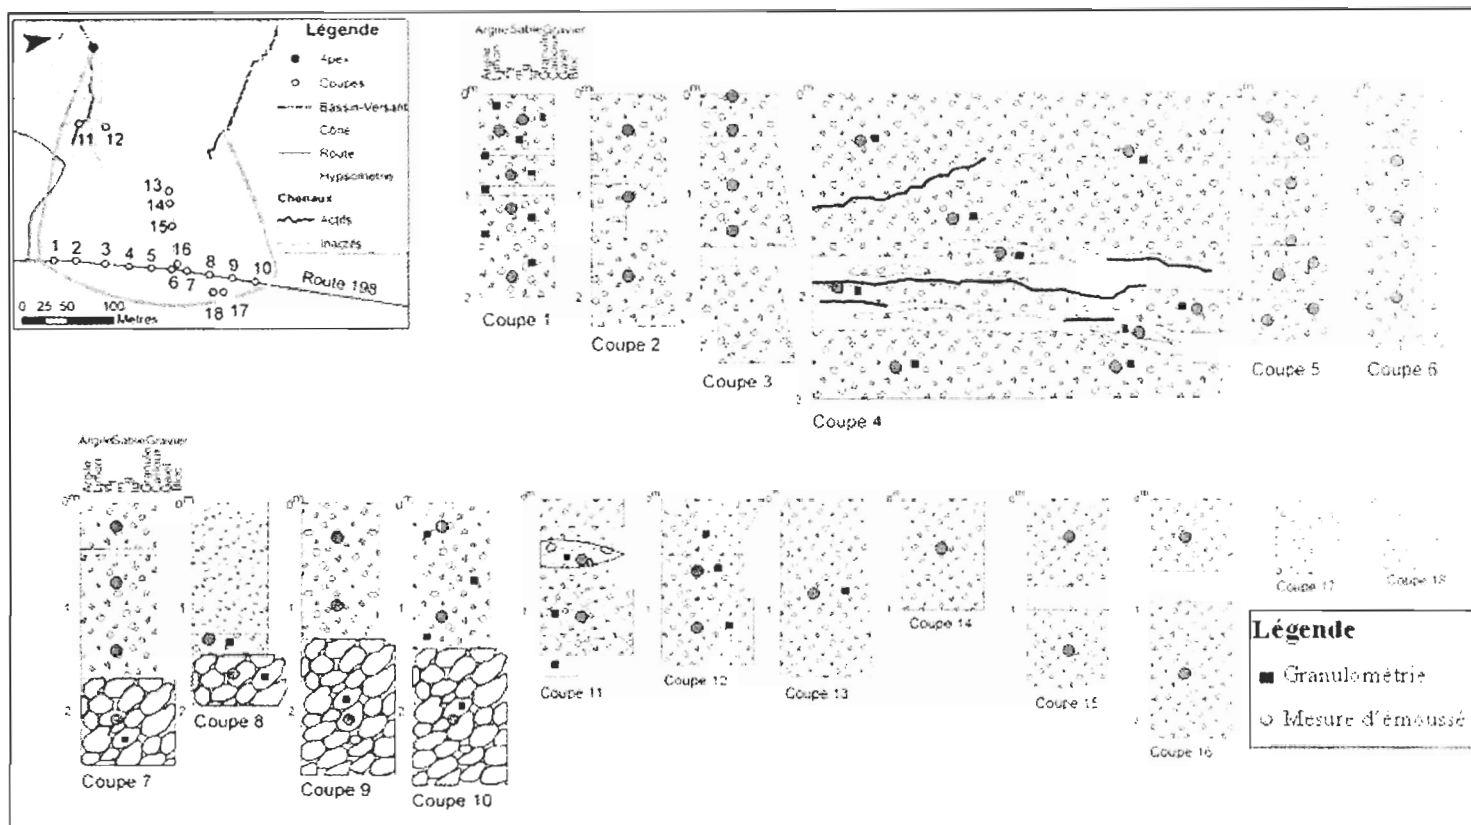 Légende
Apex
Coupes
Bassin-Versant
Cône
Route
Hypsométrie
Chenaux
Actifs
Inactifs
11 12
13
14
15
1 2 3 4 5 16 8 9 10
6 7
Route 198
18 17
0 25 50 100
Mètres
Argile Sable Gravier
0 m
1
2
Coupe 1
Coupe 2
Coupe 3
Coupe 4
Coupe 5
Coupe 6
Argile Sable Gravier
0 m
1
2
Coupe 7
Coupe 8
Coupe 9
Coupe 10
Coupe 11
Coupe 12
Coupe 13
Coupe 14
Coupe 15
Coupe 16
Coupe 17
Coupe 18
Légende
Granulométrie
Mesure d'émoussé